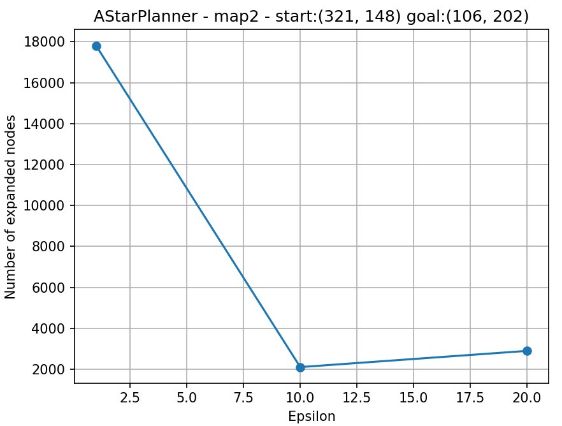 AStarPlanner - map2 - start:(321, 148) goal:(106, 202)
Number of expanded nodes
18000
16000
14000
12000
10000
8000
6000
4000
2000
2.5 5.0 7.5 10.0 12.5 15.0 17.5 20.0
Epsilon